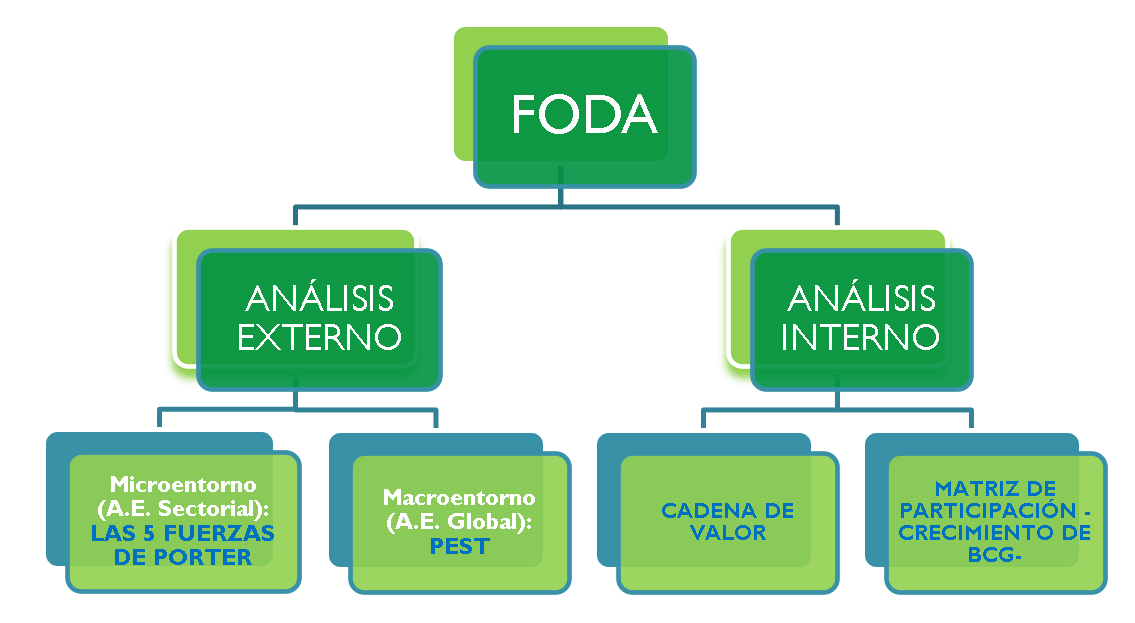 FODA
ANÁLISIS
EXTERNO
ANÁLISIS
INTERNO
Microentorno
(A.E. Sectorial):
LAS 5 FUERZAS
DE PORTER
Macroentorno
(A.E. Global):
PEST
CADENA DE
VALOR
MATRIZ DE
PARTICIPACIÓN -
CRECIMIENTO DE
BCG-